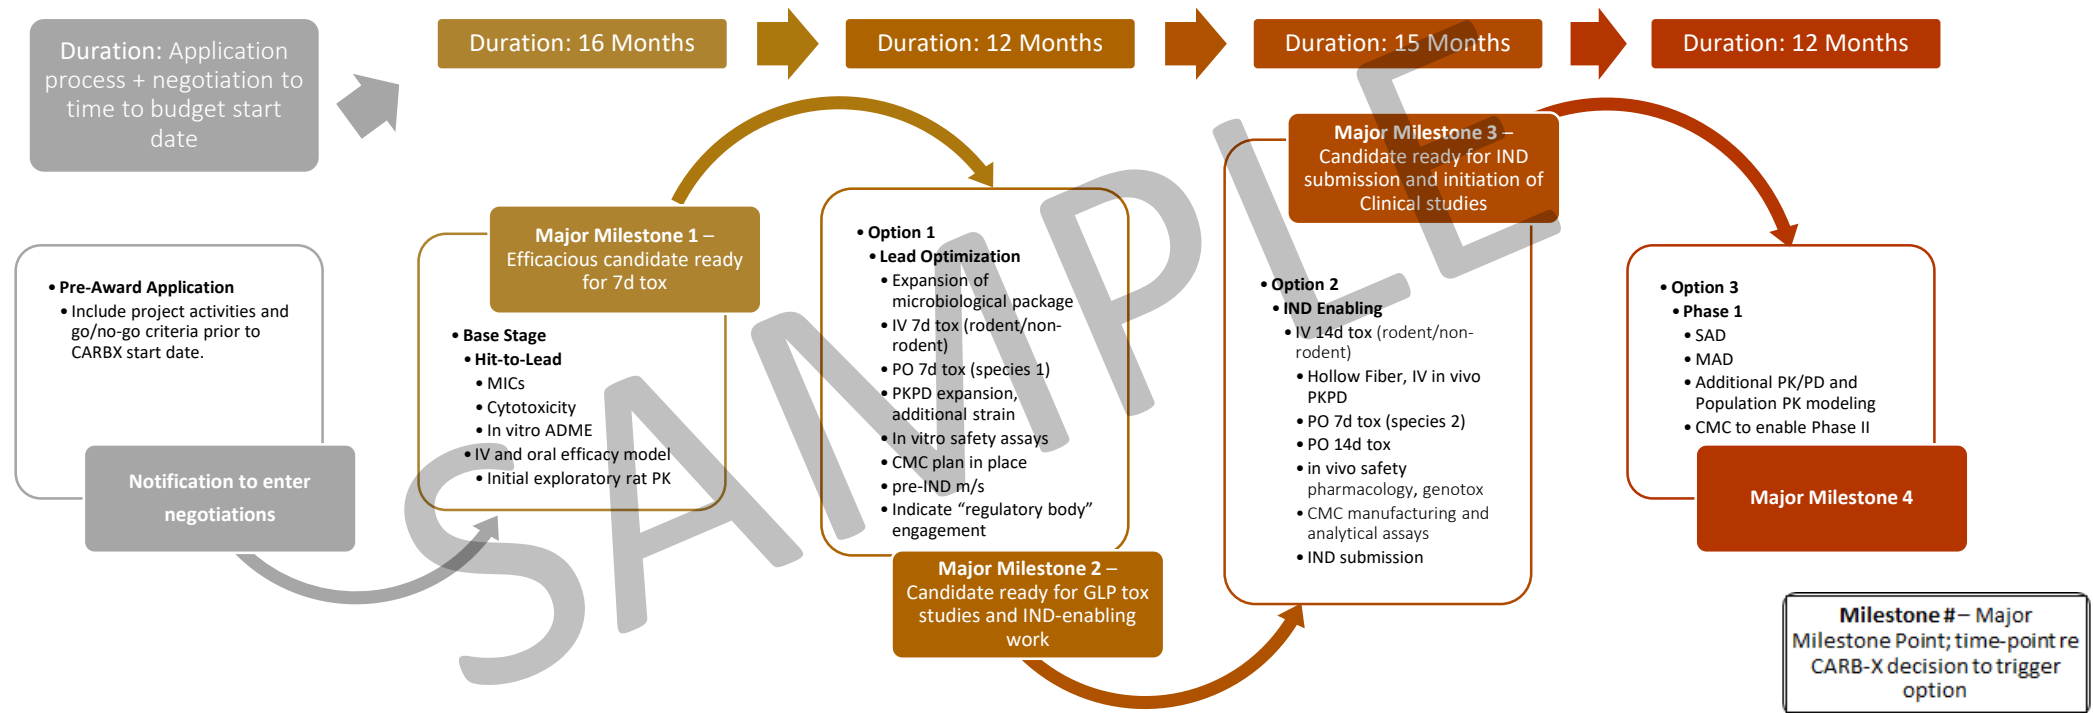 Duration: Application
process + negotiation to
time to budget start
date
Duration: 16 Months
Duration: 12 Months
Duration: 15 Months
Duration: 12 Months
• Pre-Award Application
• Include project activities and
go/no-go criteria prior to
CARBX start date.
Notification to enter
negotiations
Major Milestone 1 –
Efficacious candidate ready
for 7d tox
• Base Stage
• Hit-to-Lead
• MICs
• Cytotoxicity
• In vitro ADME
• IV and oral efficacy model
• Initial exploratory rat PK
• Option 1
• Lead Optimization
• Expansion of
microbiological package
• IV 7d tox (rodent/non-
rodent)
• PO 7d tox (species 1)
• PKPD expansion,
additional strain
• In vitro safety assays
• CMC plan in place
• pre-IND m/s
• Indicate “regulatory body”
engagement
Major Milestone 2 –
Candidate ready for GLP tox
studies and IND-enabling
work
Major Milestone 3 –
Candidate ready for IND
submission and initiation of
Clinical studies
• Option 2
• IND Enabling
• IV 14d tox (rodent/non-
rodent)
• Hollow Fiber, IV in vivo
PKPD
• PO 7d tox (species 2)
• PO 14d tox
• in vivo safety
pharmacology, genotox
• CMC manufacturing and
analytical assays
• IND submission
• Option 3
• Phase 1
• SAD
• MAD
• Additional PK/PD and
Population PK modeling
• CMC to enable Phase II
Major Milestone 4
Milestone # – Major
Milestone Point; time-point re
CARB-X decision to trigger
option
SAMPLE